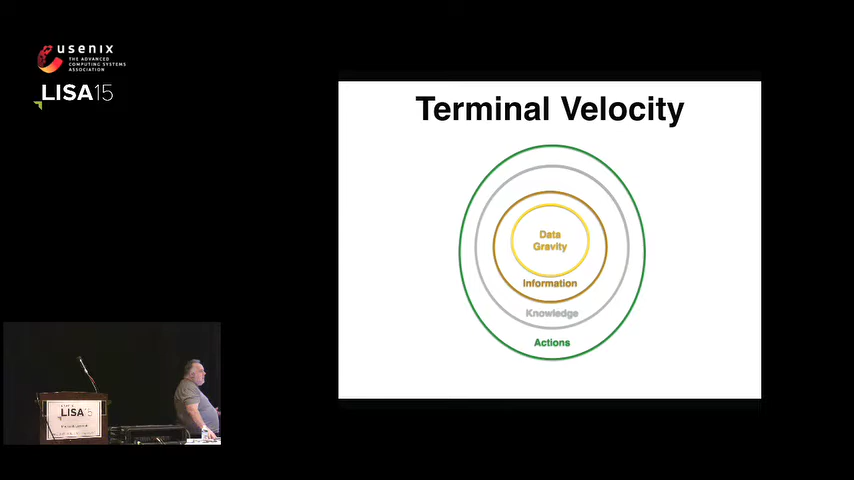 usenix
THE ADVANCED
COMPUTING SYSTEMS
ASSOCIATION
LISA15
Terminal Velocity
Data
Gravity
Information
Knowledge
Actions
LISA15